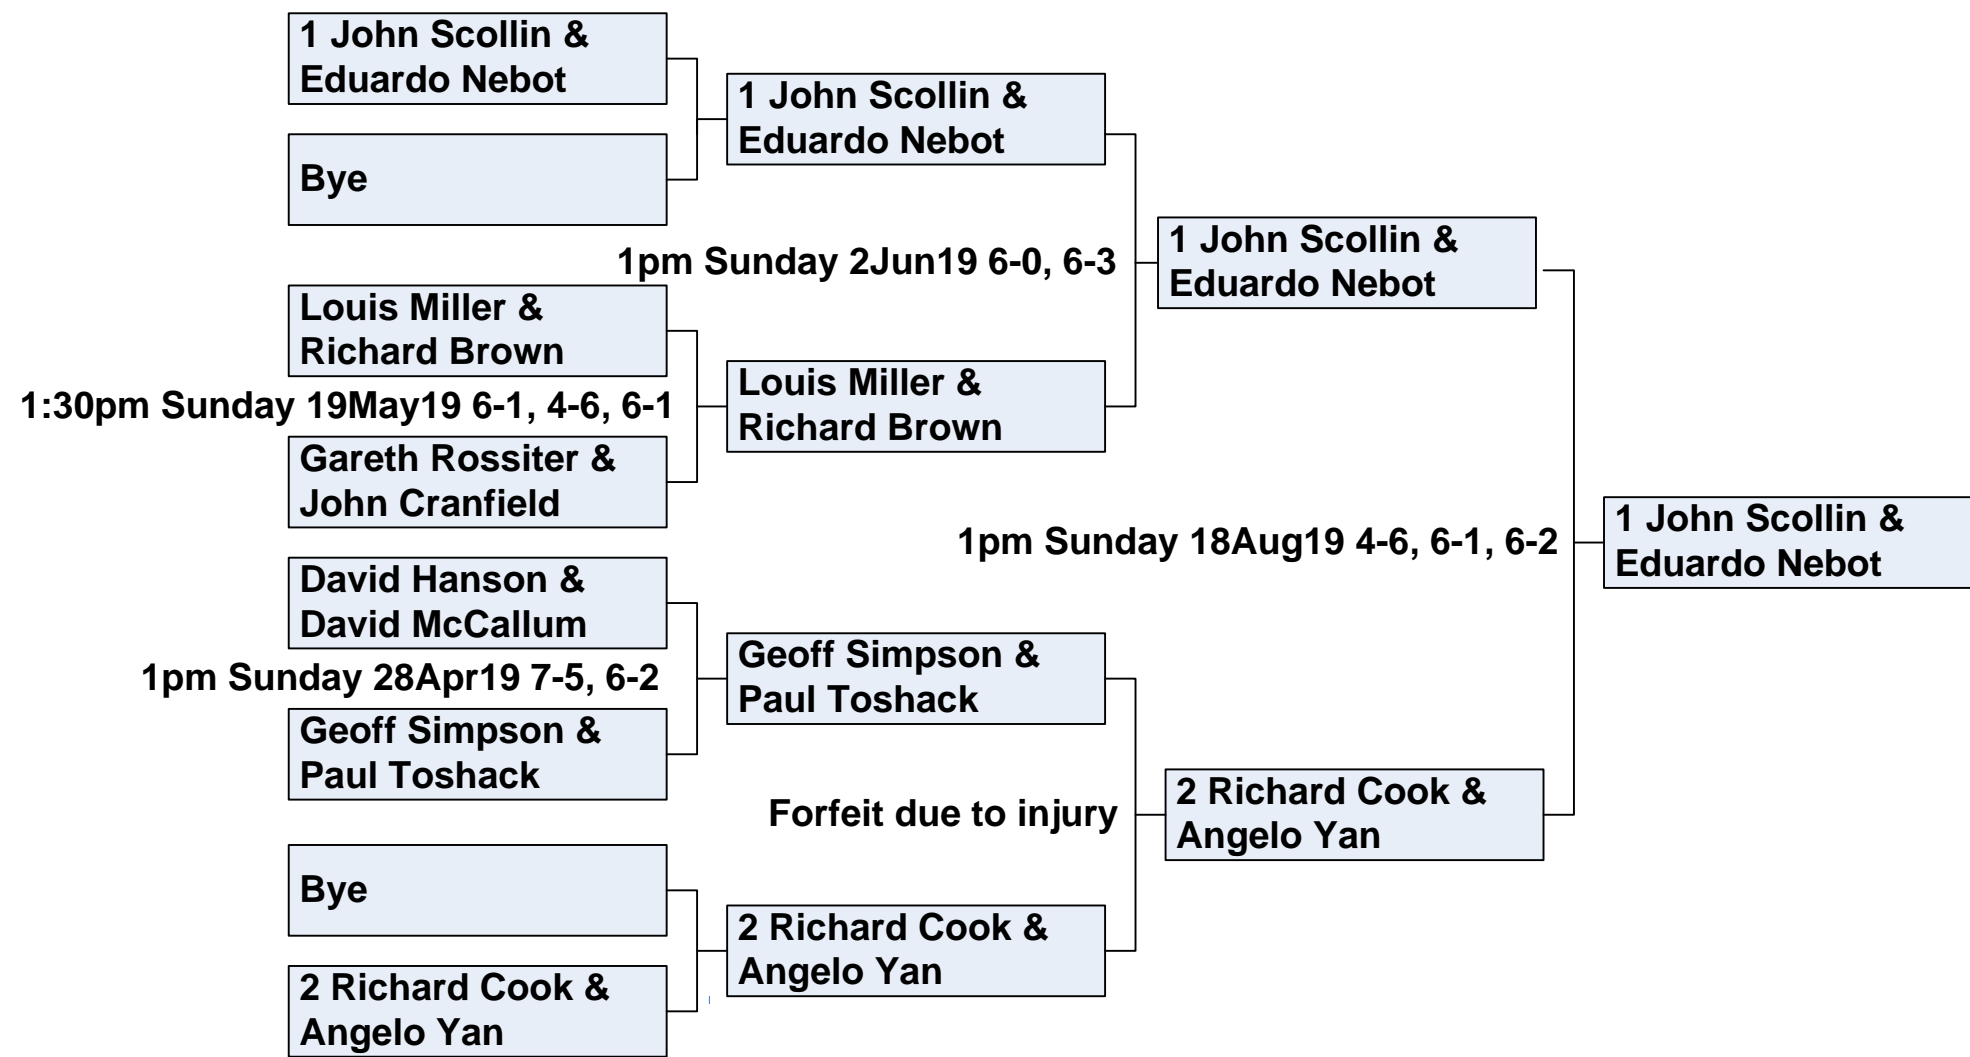 1 John Scollin &
Eduardo Nebot
Bye
Louis Miller &
Richard Brown
1:30pm Sunday 19May19 6-1, 4-6, 6-1
Gareth Rossiter &
John Cranfield
David Hanson &
David McCallum
1pm Sunday 28Apr19 7-5, 6-2
Geoff Simpson &
Paul Toshack
Bye
2 Richard Cook &
Angelo Yan
1 John Scollin &
Eduardo Nebot
1pm Sunday 2Jun19 6-0, 6-3
Louis Miller &
Richard Brown
Geoff Simpson &
Paul Toshack
Forfeit due to injury
2 Richard Cook &
Angelo Yan
1 John Scollin &
Eduardo Nebot
1pm Sunday 18Aug19 4-6, 6-1, 6-2
2 Richard Cook &
Angelo Yan
1 John Scollin &
Eduardo Nebot